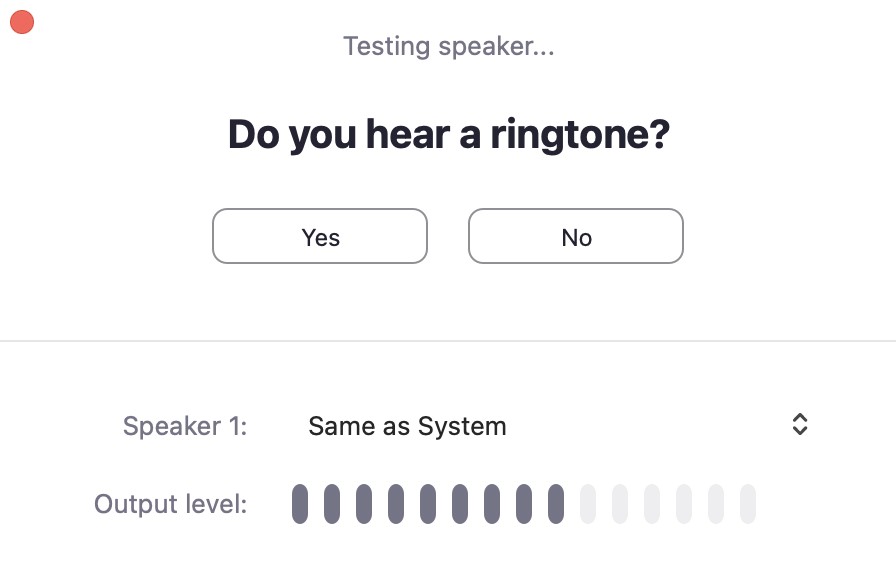 Testing speaker...
Do you hear a ringtone?
Yes No
Speaker 1: Same as System
Output level: